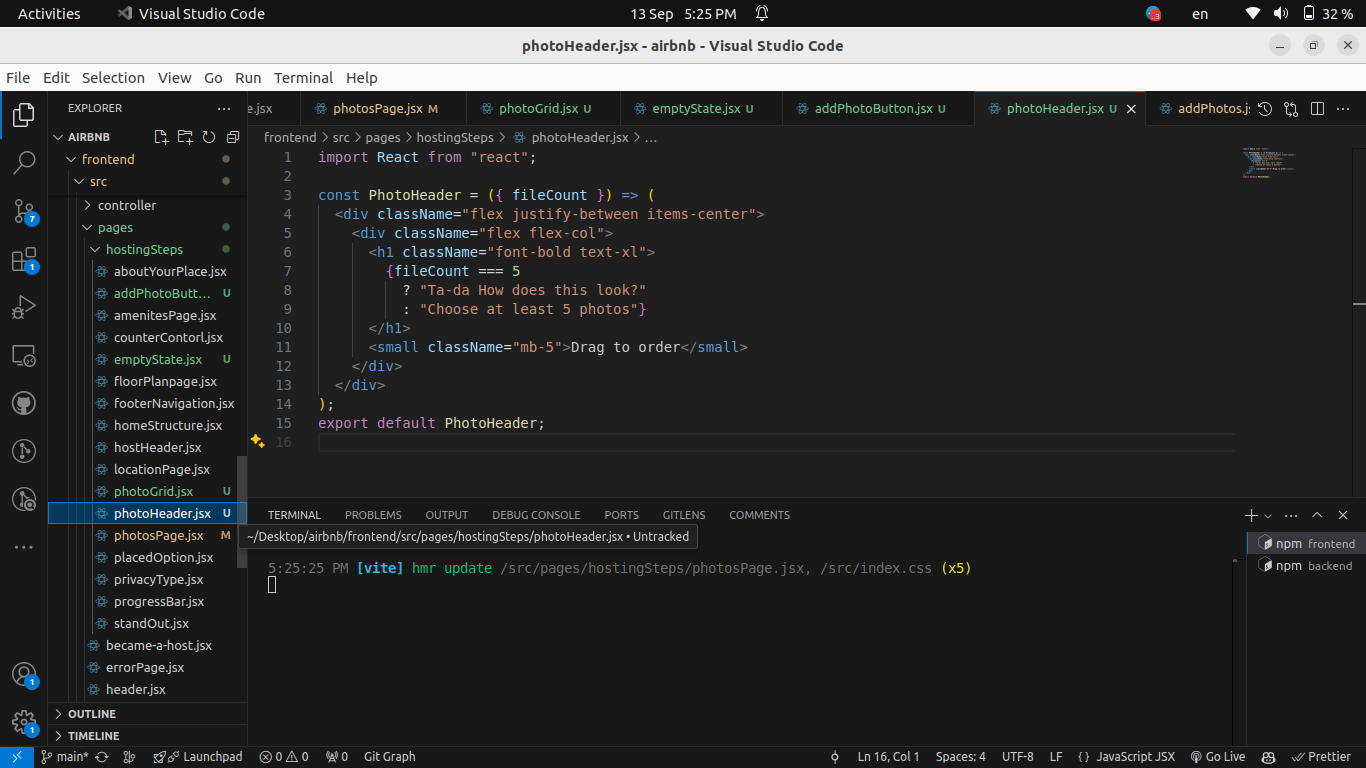 Activities
Visual Studio Code
13 Sep 5:25 PM
3
en
32 %
photoHeader.jsx - airbnb - Visual Studio Code
File Edit Selection View Go Run Terminal Help
EXPLORER
e.jsx
photosPage.jsx M
photoGrid.jsx U
emptyState.jsx U
addPhotoButton.jsx U
photoHeader.jsx U
addPhotos.js
AIRBNB
frontend
src
controller
pages
hostingSteps
aboutYourPlace.jsx
addPhotoButt... U
amenitesPage.jsx
counterContorl.jsx
emptyState.jsx U
floorPlanpage.jsx
footerNavigation.jsx
homeStructure.jsx
hostHeader.jsx
locationPage.jsx
photoGrid.jsx U
photoHeader.jsx U
photosPage.jsx M
placedOption.jsx
privacyType.jsx
progressBar.jsx
standOut.jsx
became-a-host.jsx
errorPage.jsx
header.jsx
OUTLINE
TIMELINE
7
1
1
1
frontend > src > pages > hostingSteps > photoHeader.jsx > ...
1 import React from "react";
2
3 const PhotoHeader = ({ fileCount }) => (
4 <div className="flex justify-between items-center">
5 <div className="flex flex-col">
6 <h1 className="font-bold text-xl">
7 {fileCount === 5
8 ? "Ta-da How does this look?"
9 : "Choose at least 5 photos"}
10 </h1>
11 <small className="mb-5">Drag to order</small>
12 </div>
13 </div>
14 );
15 export default PhotoHeader;
16
TERMINAL PROBLEMS OUTPUT DEBUG CONSOLE PORTS GITLENS COMMENTS
~/Desktop/airbnb/frontend/src/pages/hostingSteps/photoHeader.jsx • Untracked
5:25:25 PM [vite] hmr update /src/pages/hostingSteps/photosPage.jsx, /src/index.css (x5)
npm frontend
npm backend
main*
Launchpad
0 0
0
Git Graph
Ln 16, Col 1
Spaces: 4
UTF-8
LF
{ } JavaScript JSX
Go Live
Prettier